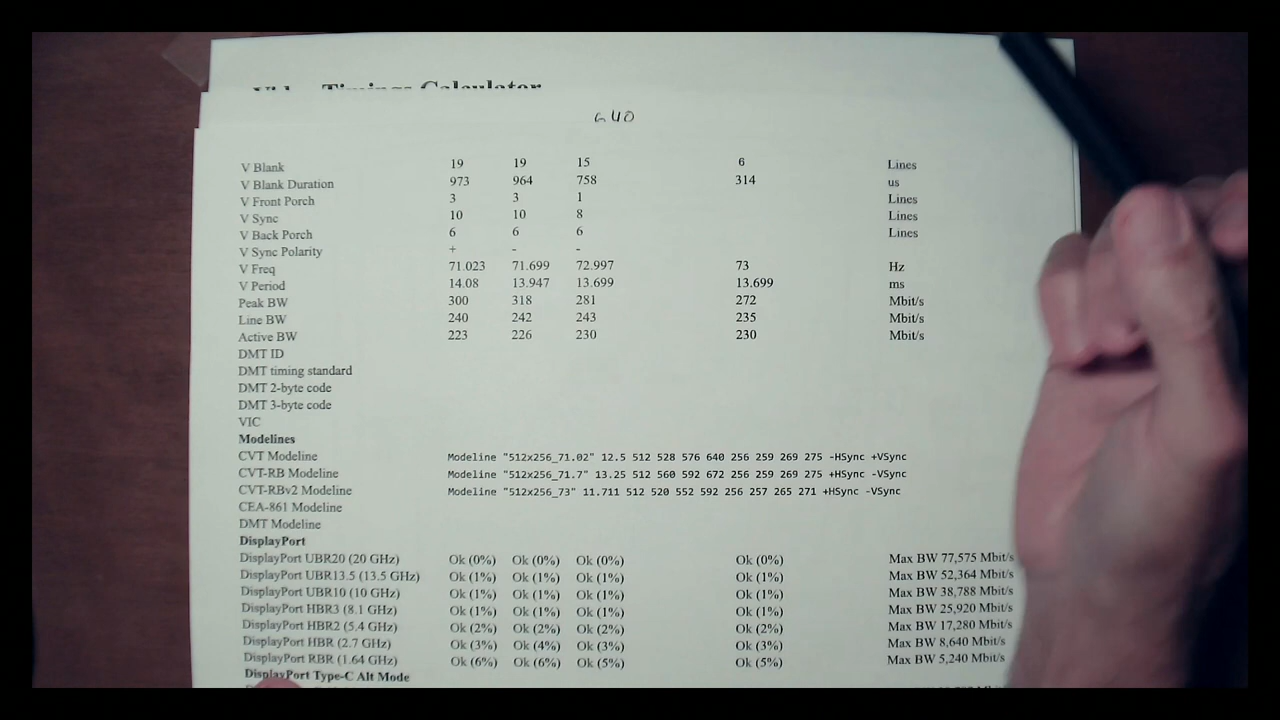 Video Timings Calculator
640
V Blank 19 19 15 6 Lines
V Blank Duration 973 964 758 314 us
V Front Porch 3 3 1 Lines
V Sync 10 10 8 Lines
V Back Porch 6 6 6 Lines
V Sync Polarity + - -
V Freq 71.023 71.699 72.997 73 Hz
V Period 14.08 13.947 13.699 13.699 ms
Peak BW 300 318 281 272 Mbit/s
Line BW 240 242 243 235 Mbit/s
Active BW 223 226 230 230 Mbit/s
DMT ID
DMT timing standard
DMT 2-byte code
DMT 3-byte code
VIC
Modelines
CVT Modeline Modeline "512x256_71.02" 12.5 512 528 576 640 256 259 269 275 -HSync +VSync
CVT-RB Modeline Modeline "512x256_71.7" 13.25 512 560 592 672 256 259 269 275 +HSync -VSync
CVT-RBv2 Modeline Modeline "512x256_73" 11.711 512 520 552 592 256 257 265 271 +HSync -VSync
CEA-861 Modeline
DMT Modeline
DisplayPort
DisplayPort UBR20 (20 GHz) Ok (0%) Ok (0%) Ok (0%) Ok (0%) Max BW 77,575 Mbit/s
DisplayPort UBR13.5 (13.5 GHz) Ok (1%) Ok (1%) Ok (1%) Ok (1%) Max BW 52,364 Mbit/s
DisplayPort UBR10 (10 GHz) Ok (1%) Ok (1%) Ok (1%) Ok (1%) Max BW 38,788 Mbit/s
DisplayPort HBR3 (8.1 GHz) Ok (1%) Ok (1%) Ok (1%) Ok (1%) Max BW 25,920 Mbit/s
DisplayPort HBR2 (5.4 GHz) Ok (2%) Ok (2%) Ok (2%) Ok (2%) Max BW 17,280 Mbit/s
DisplayPort HBR (2.7 GHz) Ok (3%) Ok (4%) Ok (3%) Ok (3%) Max BW 8,640 Mbit/s
DisplayPort RBR (1.64 GHz) Ok (6%) Ok (6%) Ok (5%) Ok (5%) Max BW 5,240 Mbit/s
DisplayPort Type-C Alt Mode